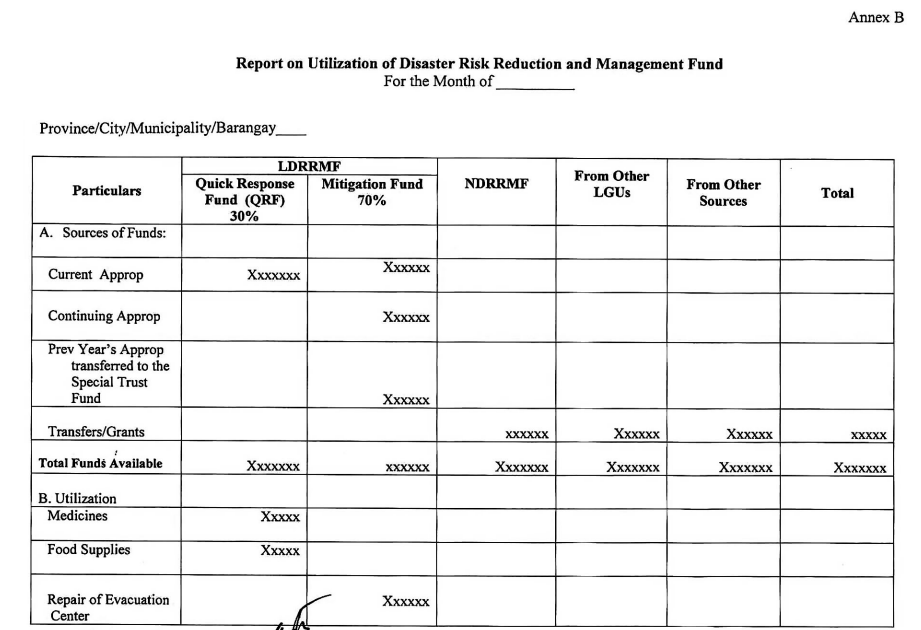 Annex B
Report on Utilization of Disaster Risk Reduction and Management Fund
For the Month of __________
Province/City/Municipality/Barangay____
Particulars
LDRRMF
Quick Response
Fund (QRF)
30%
Mitigation Fund
70%
NDRRMF
From Other
LGUs
From Other
Sources
Total
A. Sources of Funds:
Current Approp Xxxxxxx Xxxxxx
Continuing Approp Xxxxxx
Prev Year's Approp
transferred to the
Special Trust
Fund Xxxxxx
Transfers/Grants xxxxxx Xxxxxx Xxxxxx xxxxx
Total Funds Available Xxxxxxx xxxxxx Xxxxxxx Xxxxxxx Xxxxxxx Xxxxxxx
B. Utilization
Medicines Xxxxx
Food Supplies Xxxxx
Repair of Evacuation
Center Xxxxxx